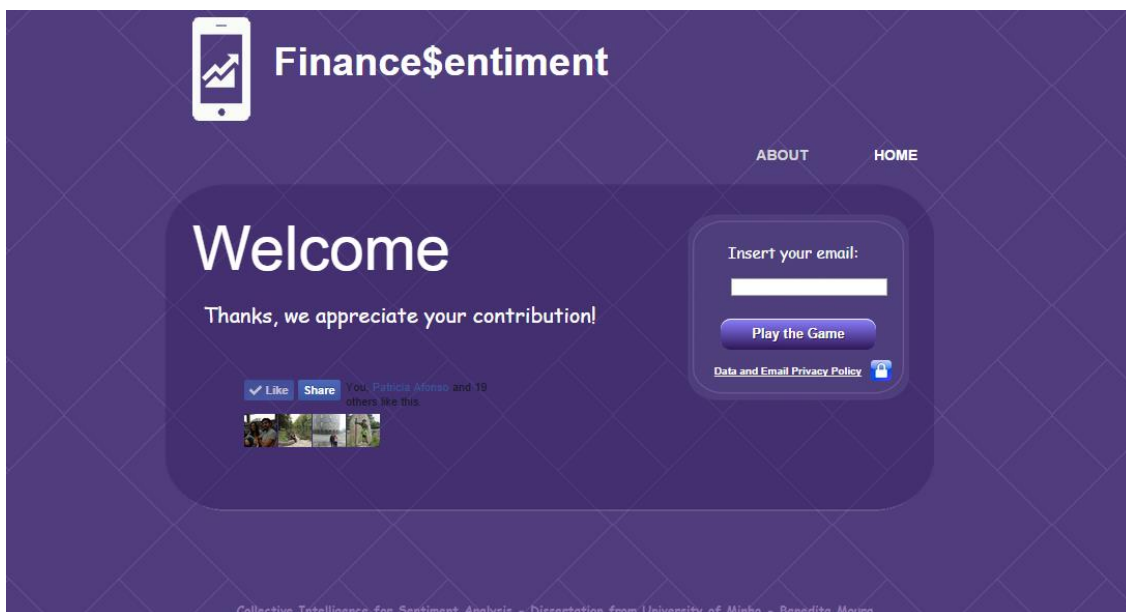 Finance$entiment
ABOUT HOME
Welcome
Thanks, we appreciate your contribution!
Insert your email:
Play the Game
Data and Email Privacy Policy
Like Share You, Patricia Afonso and 19
others like this.
Collective Intelligence for Sentiment Analysis - Dissertation from University of Minho - Benedita Moura